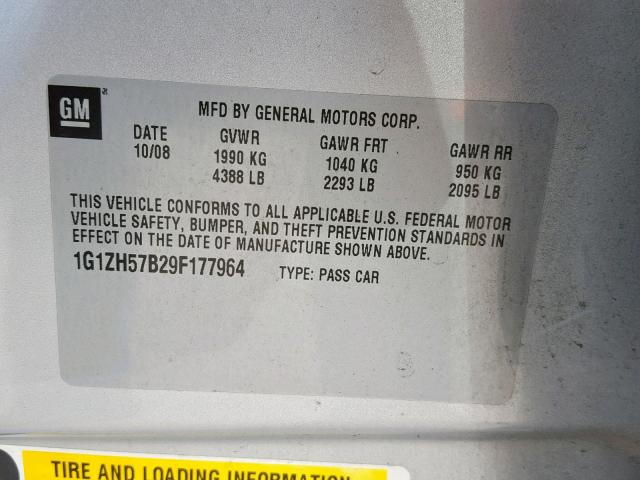 GM
MFD BY GENERAL MOTORS CORP.
DATE GVWR GAWR FRT GAWR RR
10/08 1990 KG 1040 KG 950 KG
4388 LB 2293 LB 2095 LB
THIS VEHICLE CONFORMS TO ALL APPLICABLE U.S. FEDERAL MOTOR
VEHICLE SAFETY, BUMPER, AND THEFT PREVENTION STANDARDS IN
EFFECT ON THE DATE OF MANUFACTURE SHOWN ABOVE.
1G1ZH57B29F177964 TYPE: PASS CAR
TIRE AND LOADING INFORMATION